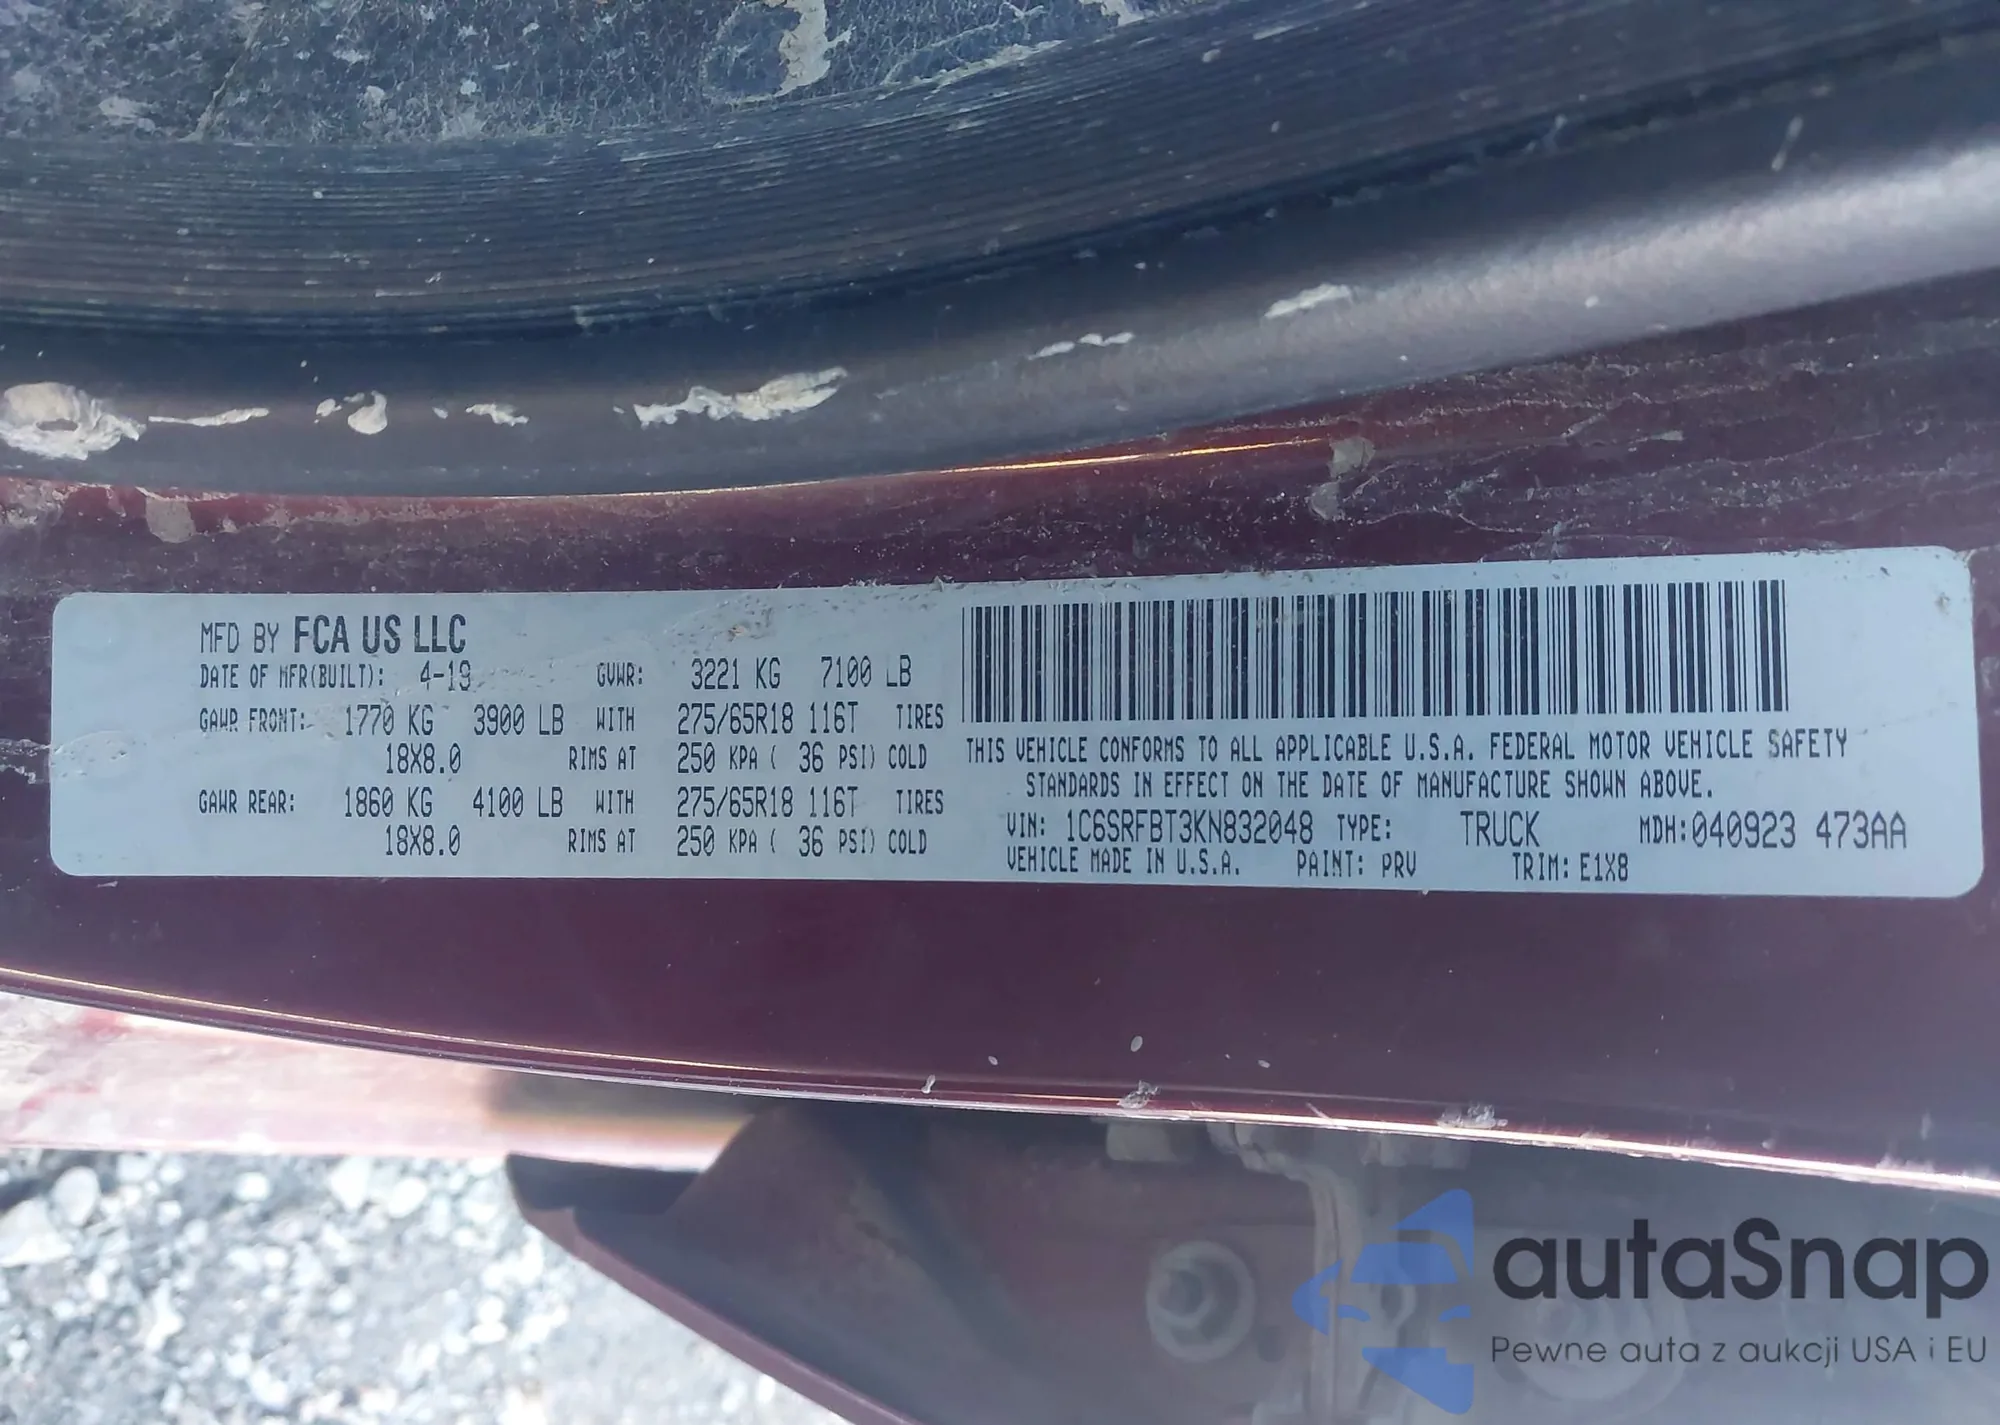 MFD BY FCA US LLC
DATE OF MFR(BUILT): 4-19 GVWR: 3221 KG 7100 LB
GAWR FRONT: 1770 KG 3900 LB WITH 275/65R18 116T TIRES
18X8.0 RIMS AT 250 KPA ( 36 PSI) COLD
GAWR REAR: 1860 KG 4100 LB WITH 275/65R18 116T TIRES
18X8.0 RIMS AT 250 KPA ( 36 PSI) COLD
THIS VEHICLE CONFORMS TO ALL APPLICABLE U.S.A. FEDERAL MOTOR VEHICLE SAFETY
STANDARDS IN EFFECT ON THE DATE OF MANUFACTURE SHOWN ABOVE.
VIN: 1C6SRFBT3KN832048 TYPE: TRUCK MDH:040923 473AA
VEHICLE MADE IN U.S.A. PAINT: PRV TRIM: E1X8
autaSnap
Pewne auta z aukcji USA i EU